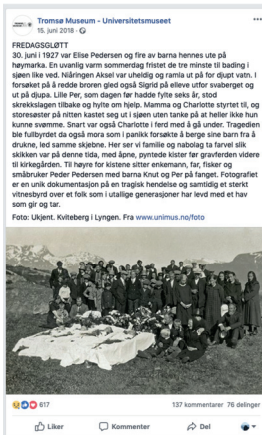 Tromsø Museum - Universitetsmuseet
15. juni 2018 ·
FREDAGSGLØTT
30. juni i 1927 var Elise Pedersen og fire av barna hennes ute på
høymarka. En uvanlig varm sommerdag fristet de tre minste til bading i
sjøen like ved. Niåringen Aksel var uheldig og ramla ut på for djupt vatn. I
forsøket på å redde broren gled også Sigrid på elleve utfor svaberget og
ut på djupa. Lille Per, som dagen før hadde fylte seks år, stod
skrekkslagen tilbake og hylte om hjelp. Mamma og Charlotte styrtet til, og
storesøster på nitten kastet seg ut i sjøen uten tanke på at heller ikke hun
kunne svømme. Snart var også Charlotte i ferd med å gå under. Tragedien
ble fullbyrdet da også mora som i panikk forsøkte å berge sine barn fra å
drukne, led samme skjebne. Her ser vi familie og nabolag ta farvel slik
skikken var på denne tida, med åpne, pyntede kister før gravferden videre
til kirkegården. Til høyre for kistene sitter enkemann, far, fisker og
småbruker Peder Pedersen med barna Knut og Per på fanget. Fotografiet
er en unik dokumentasjon på en tragisk hendelse og samtidig et sterkt
vitnesbyrd over et folk som i utallige generasjoner har levd med et hav
som gir og tar.
Foto: Ukjent. Kviteberg i Lyngen. Fra www.unimus.no/foto
617
137 kommentarer 76 delinger
Liker
Kommenter
Del